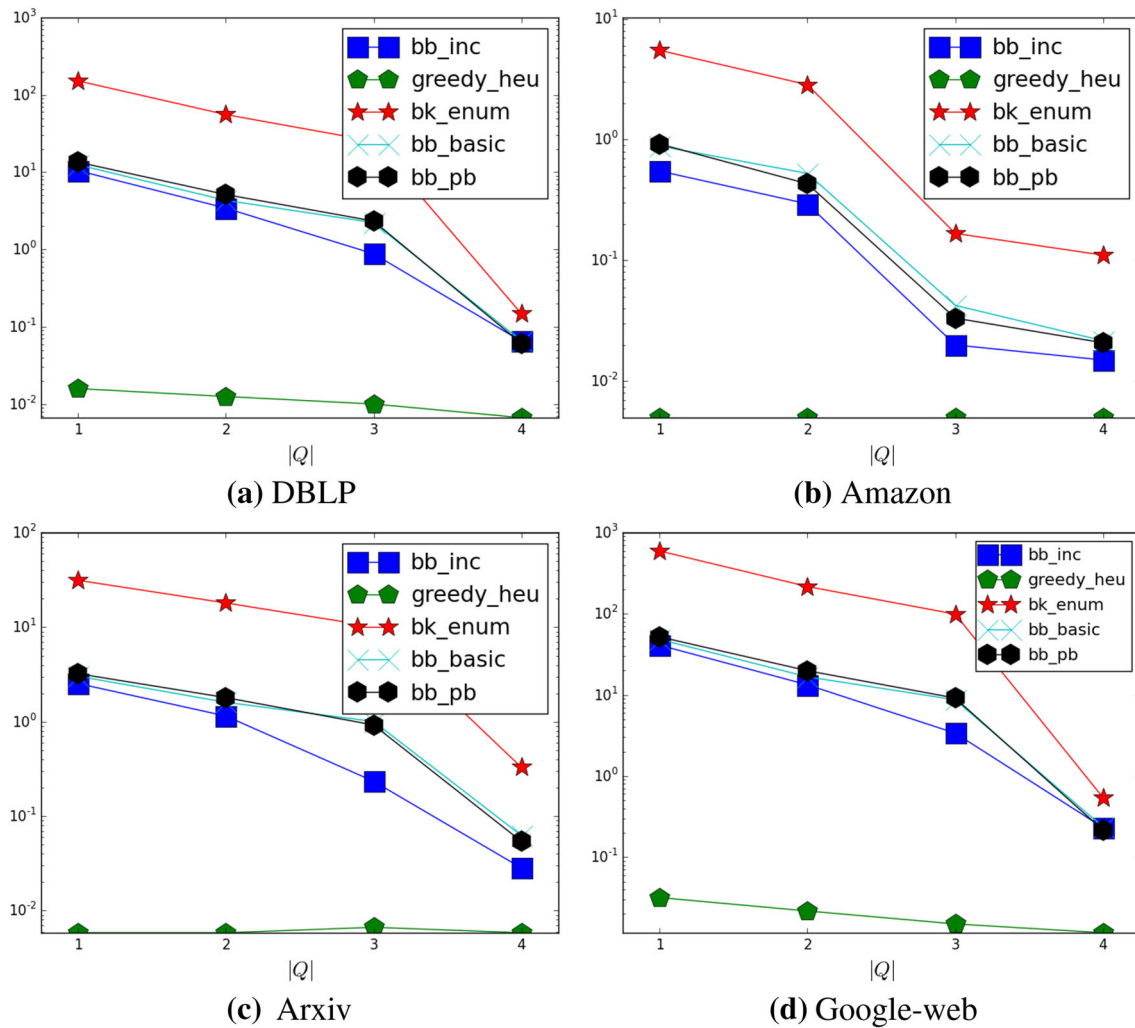 10^3
10^2
10^1
10^0
10^-1
10^-2
bb_inc
greedy_heu
bk_enum
bb_basic
bb_pb
1 2 3 4
|Q|
(a) DBLP
10^1
10^0
10^-1
10^-2
bb_inc
greedy_heu
bk_enum
bb_basic
bb_pb
1 2 3 4
|Q|
(b) Amazon
10^2
10^1
10^0
10^-1
10^-2
bb_inc
greedy_heu
bk_enum
bb_basic
bb_pb
1 2 3 4
|Q|
(c) Arxiv
10^3
10^2
10^1
10^0
10^-1
bb_inc
greedy_heu
bk_enum
bb_basic
bb_pb
1 2 3 4
|Q|
(d) Google-web